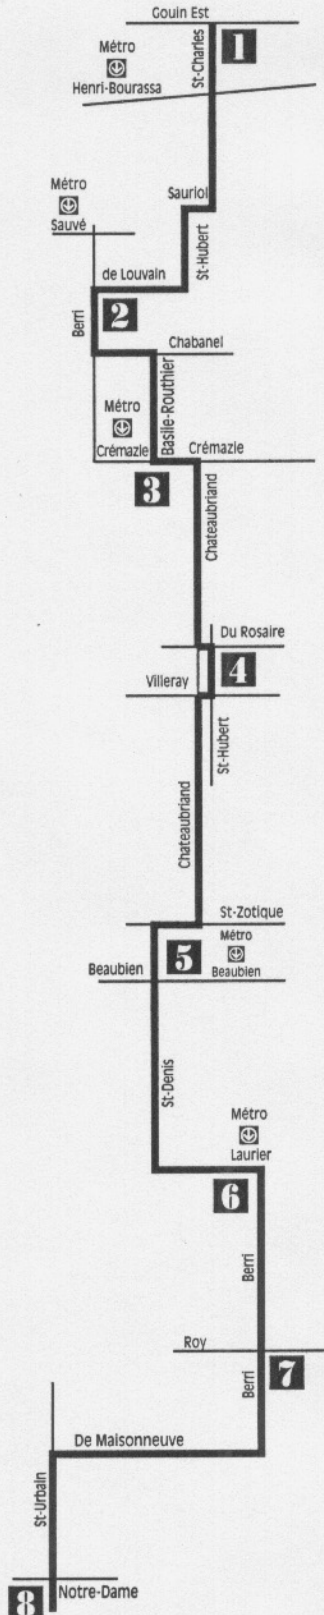 Gouin Est
1
St-Charles
Métro
Henri-Bourassa
Sauriol
Métro
Sauvé
St-Hubert
de Louvain
2
Berri
Chabanel
Basile-Routhier
Métro
Crémazie
Crémazie
3
Chateaubriand
Du Rosaire
4
Villeray
St-Hubert
Chateaubriand
St-Zotique
5
Métro
Beaubien
Beaubien
St-Denis
Métro
Laurier
6
Berri
Roy
7
Berri
De Maisonneuve
St-Urbain
Notre-Dame
8